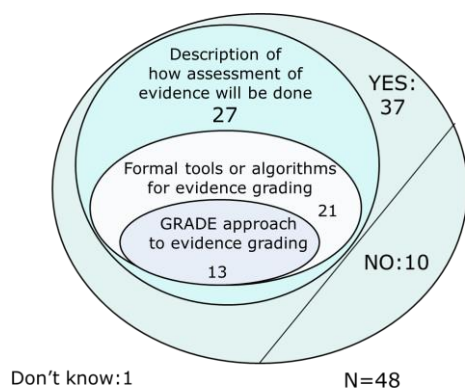 Description of
how assessment of
evidence will be done
27
YES:
37
Formal tools or algorithms
for evidence grading
21
GRADE approach
to evidence grading
13
NO:10
Don't know:1
N=48